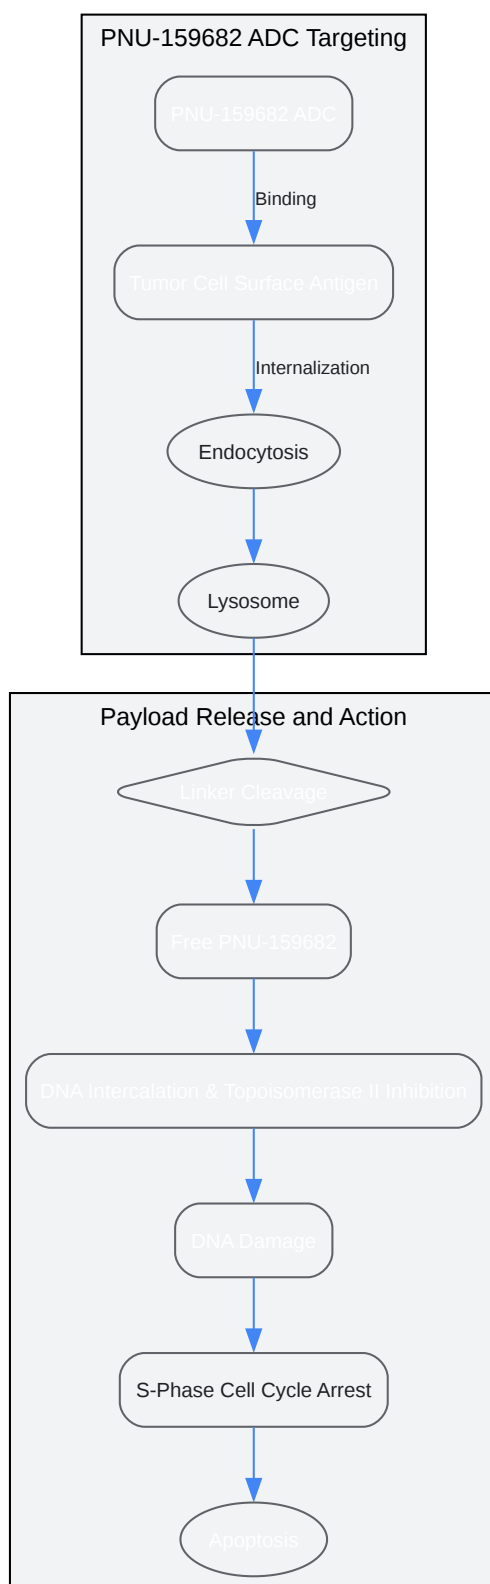 PNU-159682 ADC Targeting
PNU-159682 ADC
Binding
Tumor Cell Surface Antigen
Internalization
Endocytosis
Lysosome
Payload Release and Action
Linker Cleavage
Free PNU-159682
DNA Intercalation & Topoisomerase II Inhibition
DNA Damage
S-Phase Cell Cycle Arrest
Apoptosis